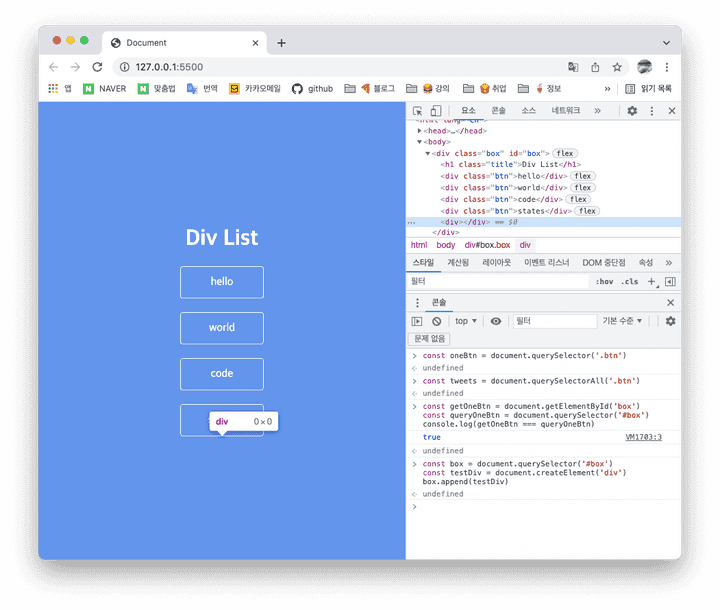 Document
127.0.0.1:5500
앱
NAVER
맞춤법
번역
카카오메일
github
블로그
강의
취업
정보
»
읽기 목록
요소
콘솔
소스
네트워크
»
<head>…</head>
<body>
<div class="box" id="box"> flex
<h1 class="title">Div List</h1>
<div class="btn">hello</div> flex
<div class="btn">world</div> flex
<div class="btn">code</div> flex
<div class="btn">states</div> flex
<div></div> == $0
</div>
html body div#box.box div
스타일 계산됨 레이아웃 이벤트 리스너 DOM 중단점 속성 »
필터 :hov .cls
콘솔
top ▼ 필터 기본 수준 ▼
문제 없음
const oneBtn = document.querySelector('.btn')
undefined
const tweets = document.querySelectorAll('.btn')
undefined
const getOneBtn = document.getElementById('box')
const queryOneBtn = document.querySelector('#box')
console.log(getOneBtn === queryOneBtn)
true VM1703:3
undefined
const box = document.querySelector('#box')
const testDiv = document.createElement('div')
box.append(testDiv)
undefined
Div List
hello
world
code
div 0×0